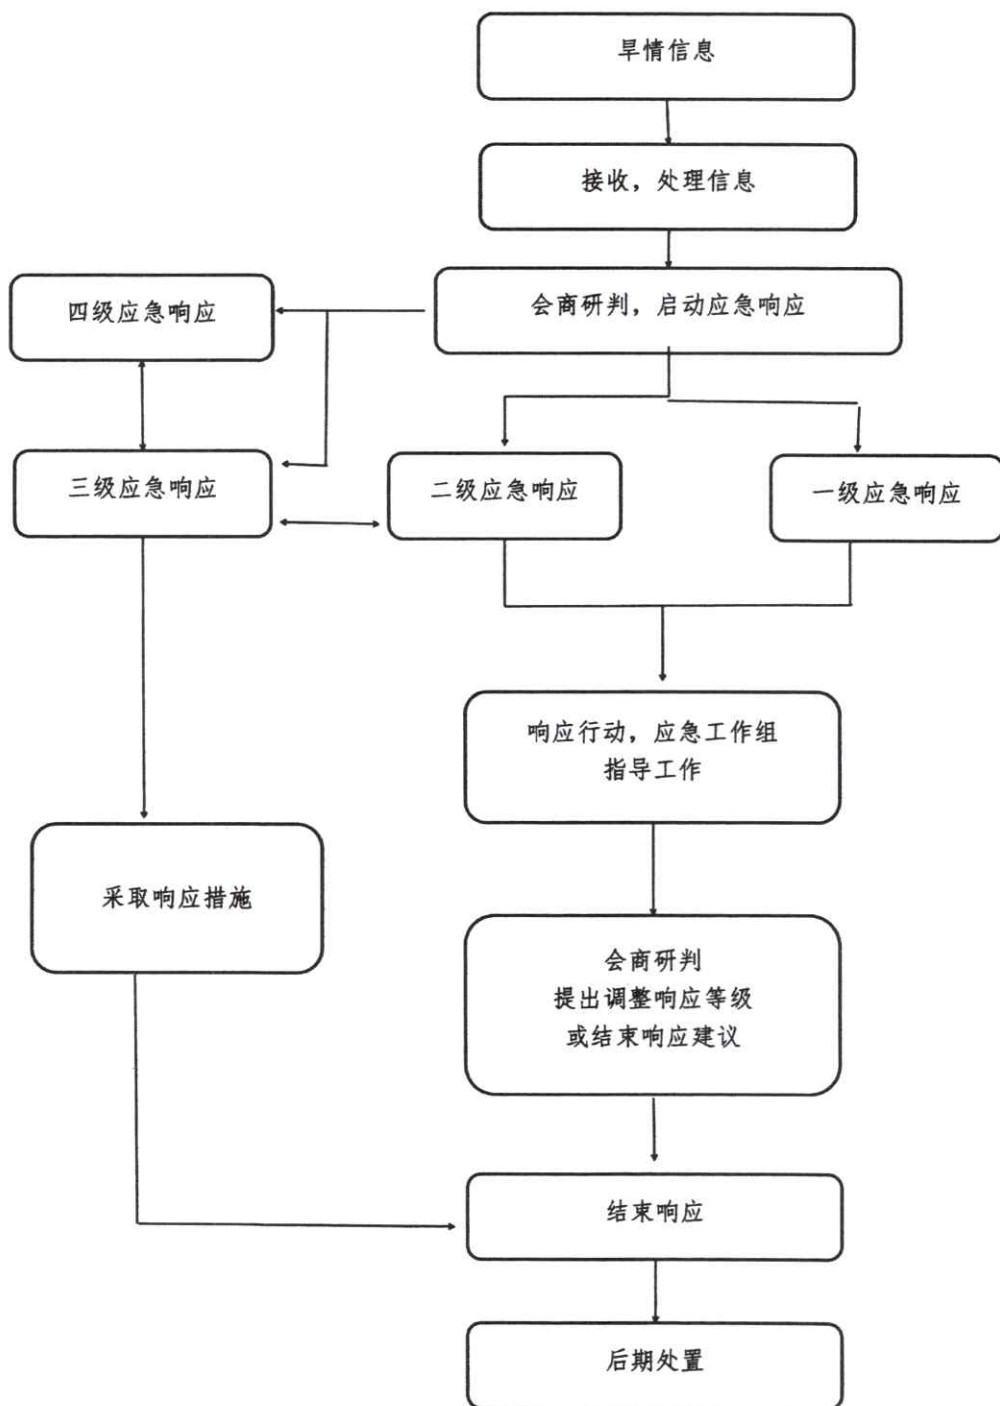 旱情信息
接收，处理信息
会商研判，启动应急响应
四级应急响应
三级应急响应
二级应急响应
一级应急响应
响应行动，应急工作组
指导工作
采取响应措施
会商研判
提出调整响应等级
或结束响应建议
结束响应
后期处置